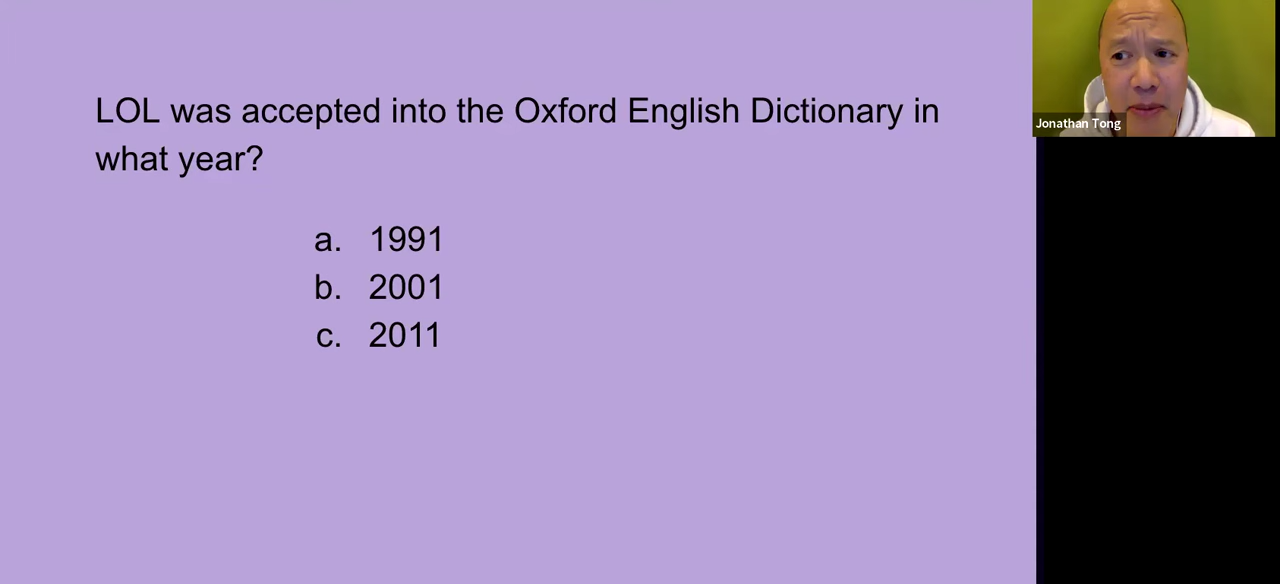 LOL was accepted into the Oxford English Dictionary in
what year?
a. 1991
b. 2001
c. 2011
Jonathan Tong